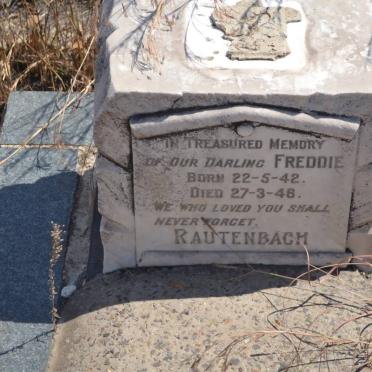 IN TREASURED MEMORY
OF OUR DARLING FREDDIE
BORN 22-5-42.
DIED 27-3-46.
WE WHO LOVED YOU SHALL
NEVER FORGET.
RAUTENBACH